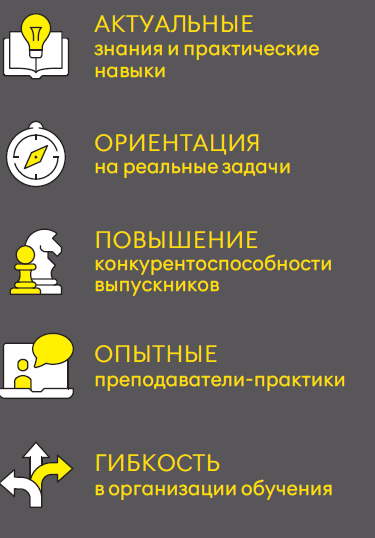 АКТУАЛЬНЫЕ
знания и практические
навыки
ОРИЕНТАЦИЯ
на реальные задачи
ПОВЫШЕНИЕ
конкурентоспособности
выпускников
ОПЫТНЫЕ
преподаватели-практики
ГИБКОСТЬ
в организации обучения